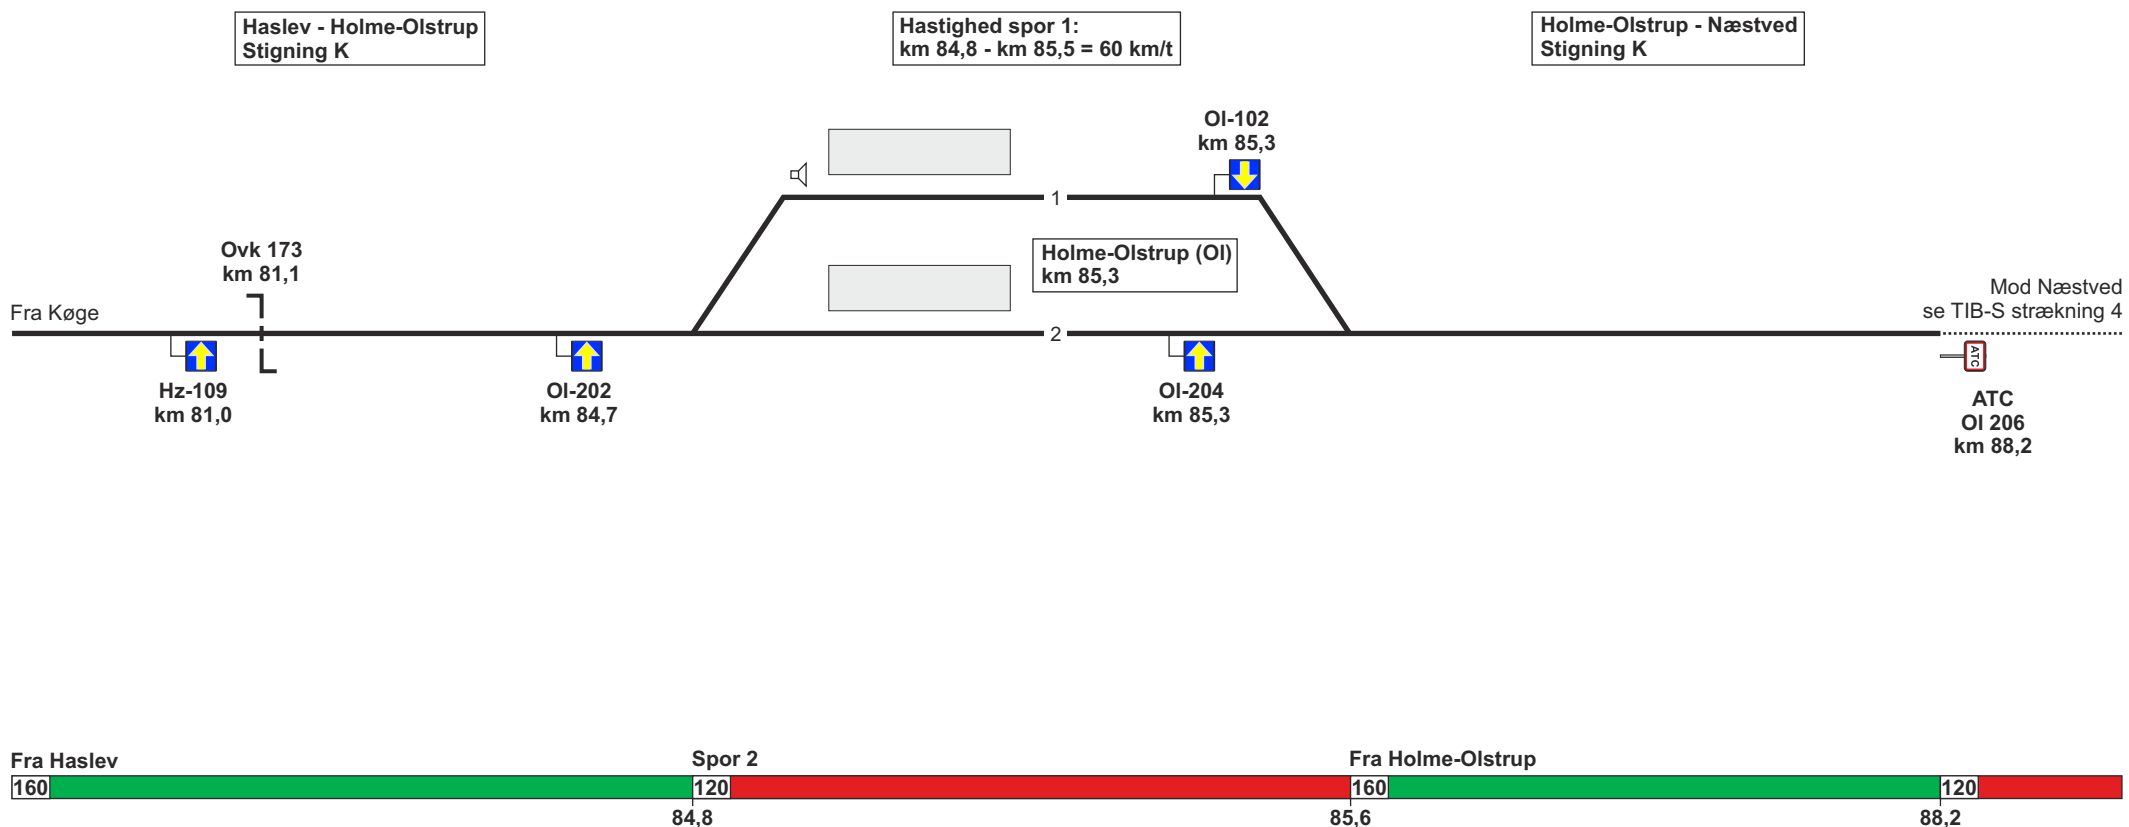 Haslev - Holme-Olstrup
Stigning K
Hastighed spor 1:
km 84,8 - km 85,5 = 60 km/t
Holme-Olstrup - Næstved
Stigning K
Ol-102
km 85,3
1
Ovk 173
km 81,1
Holme-Olstrup (Ol)
km 85,3
Fra Køge
Mod Næstved
se TIB-S strækning 4
2
ATC
Hz-109
km 81,0
Ol-202
km 84,7
Ol-204
km 85,3
ATC
Ol 206
km 88,2
Fra Haslev
Spor 2
Fra Holme-Olstrup
160
120
160
120
84,8
85,6
88,2